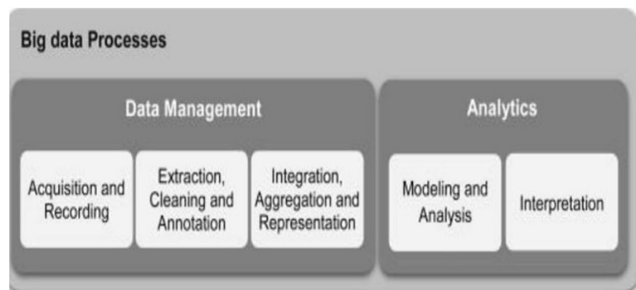 Big data Processes
Data Management
Acquisition and
Recording
Extraction,
Cleaning and
Annotation
Integration,
Aggregation and
Representation
Analytics
Modeling and
Analysis
Interpretation